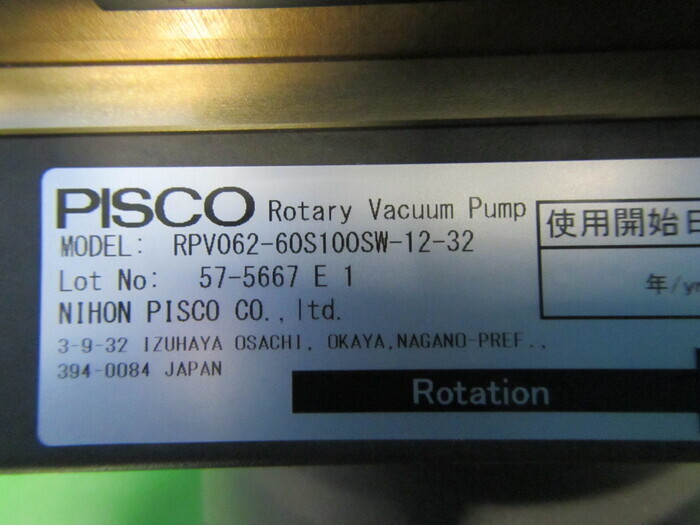 PISCO Rotary Vacuum Pump
MODEL: RPV062-60S100SW-12-32
Lot No: 57-5667 E 1
NIHON PISCO CO., ltd.
3-9-32 IZUHAYA OSACHI, OKAYA,NAGANO-PREF.,
394-0084 JAPAN
使用開始日
年/y
Rotation